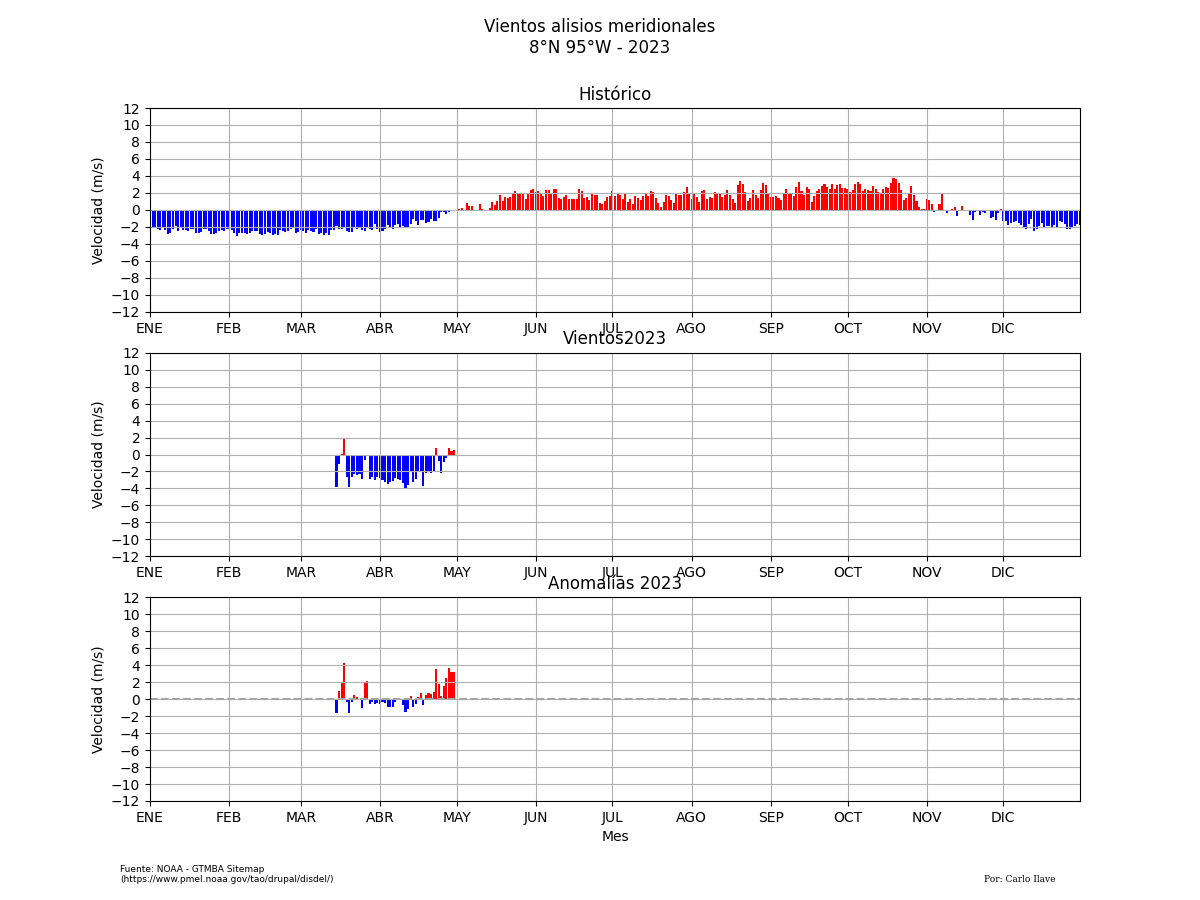 Vientos alisios meridionales
8°N 95°W - 2023
Histórico
Velocidad (m/s)
12
10
8
6
4
2
0
−2
−4
−6
−8
−10
−12
ENE FEB MAR ABR MAY JUN JUL AGO SEP OCT NOV DIC
Vientos2023
Velocidad (m/s)
12
10
8
6
4
2
0
−2
−4
−6
−8
−10
−12
ENE FEB MAR ABR MAY JUN JUL AGO SEP OCT NOV DIC
Anomalías 2023
Velocidad (m/s)
12
10
8
6
4
2
0
−2
−4
−6
−8
−10
−12
ENE FEB MAR ABR MAY JUN JUL AGO SEP OCT NOV DIC
Mes
Fuente: NOAA - GTMBA Sitemap
(https://www.pmel.noaa.gov/tao/drupal/disdel/)
Por: Carlo Ilave